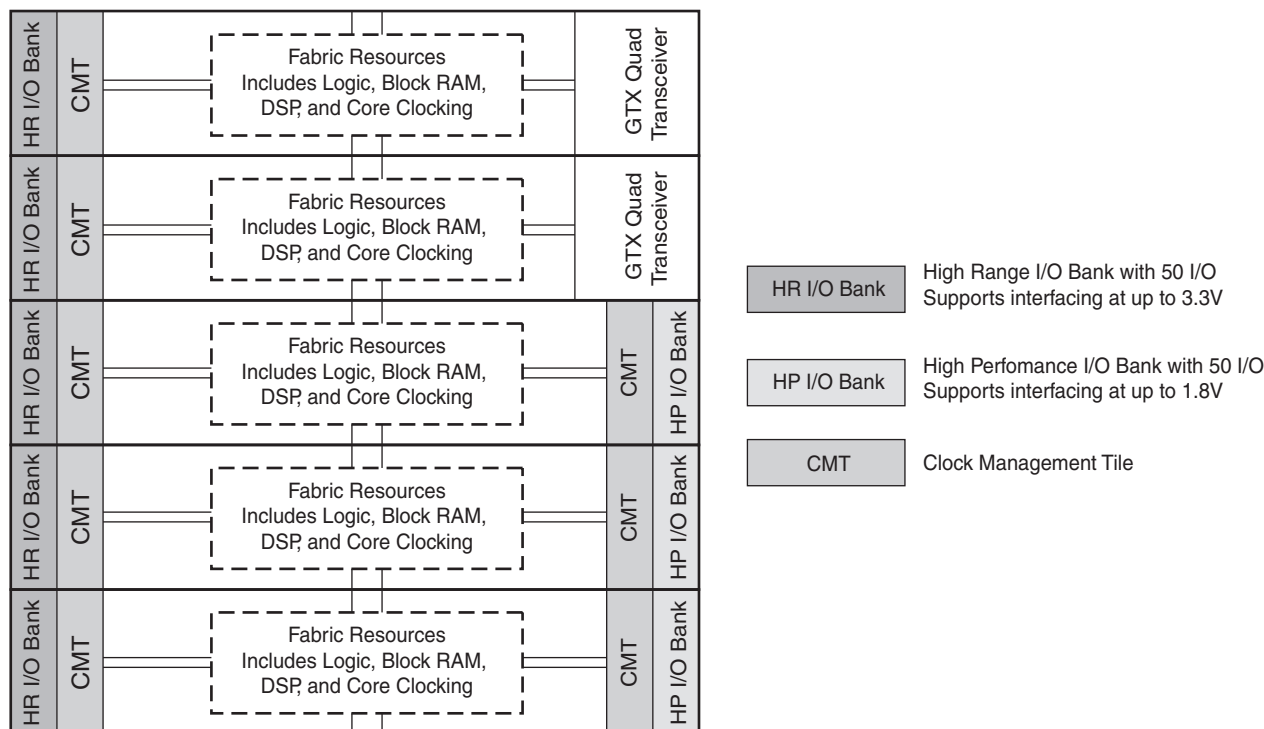 HR I/O Bank
CMT
Fabric Resources
Includes Logic, Block RAM,
DSP, and Core Clocking
GTX Quad
Transceiver
HR I/O Bank
CMT
Fabric Resources
Includes Logic, Block RAM,
DSP, and Core Clocking
GTX Quad
Transceiver
HR I/O Bank
CMT
Fabric Resources
Includes Logic, Block RAM,
DSP, and Core Clocking
CMT
HP I/O Bank
HR I/O Bank
CMT
Fabric Resources
Includes Logic, Block RAM,
DSP, and Core Clocking
CMT
HP I/O Bank
HR I/O Bank
CMT
Fabric Resources
Includes Logic, Block RAM,
DSP, and Core Clocking
CMT
HP I/O Bank
HR I/O Bank
High Range I/O Bank with 50 I/O
Supports interfacing at up to 3.3V
HP I/O Bank
High Perfomance I/O Bank with 50 I/O
Supports interfacing at up to 1.8V
CMT
Clock Management Tile